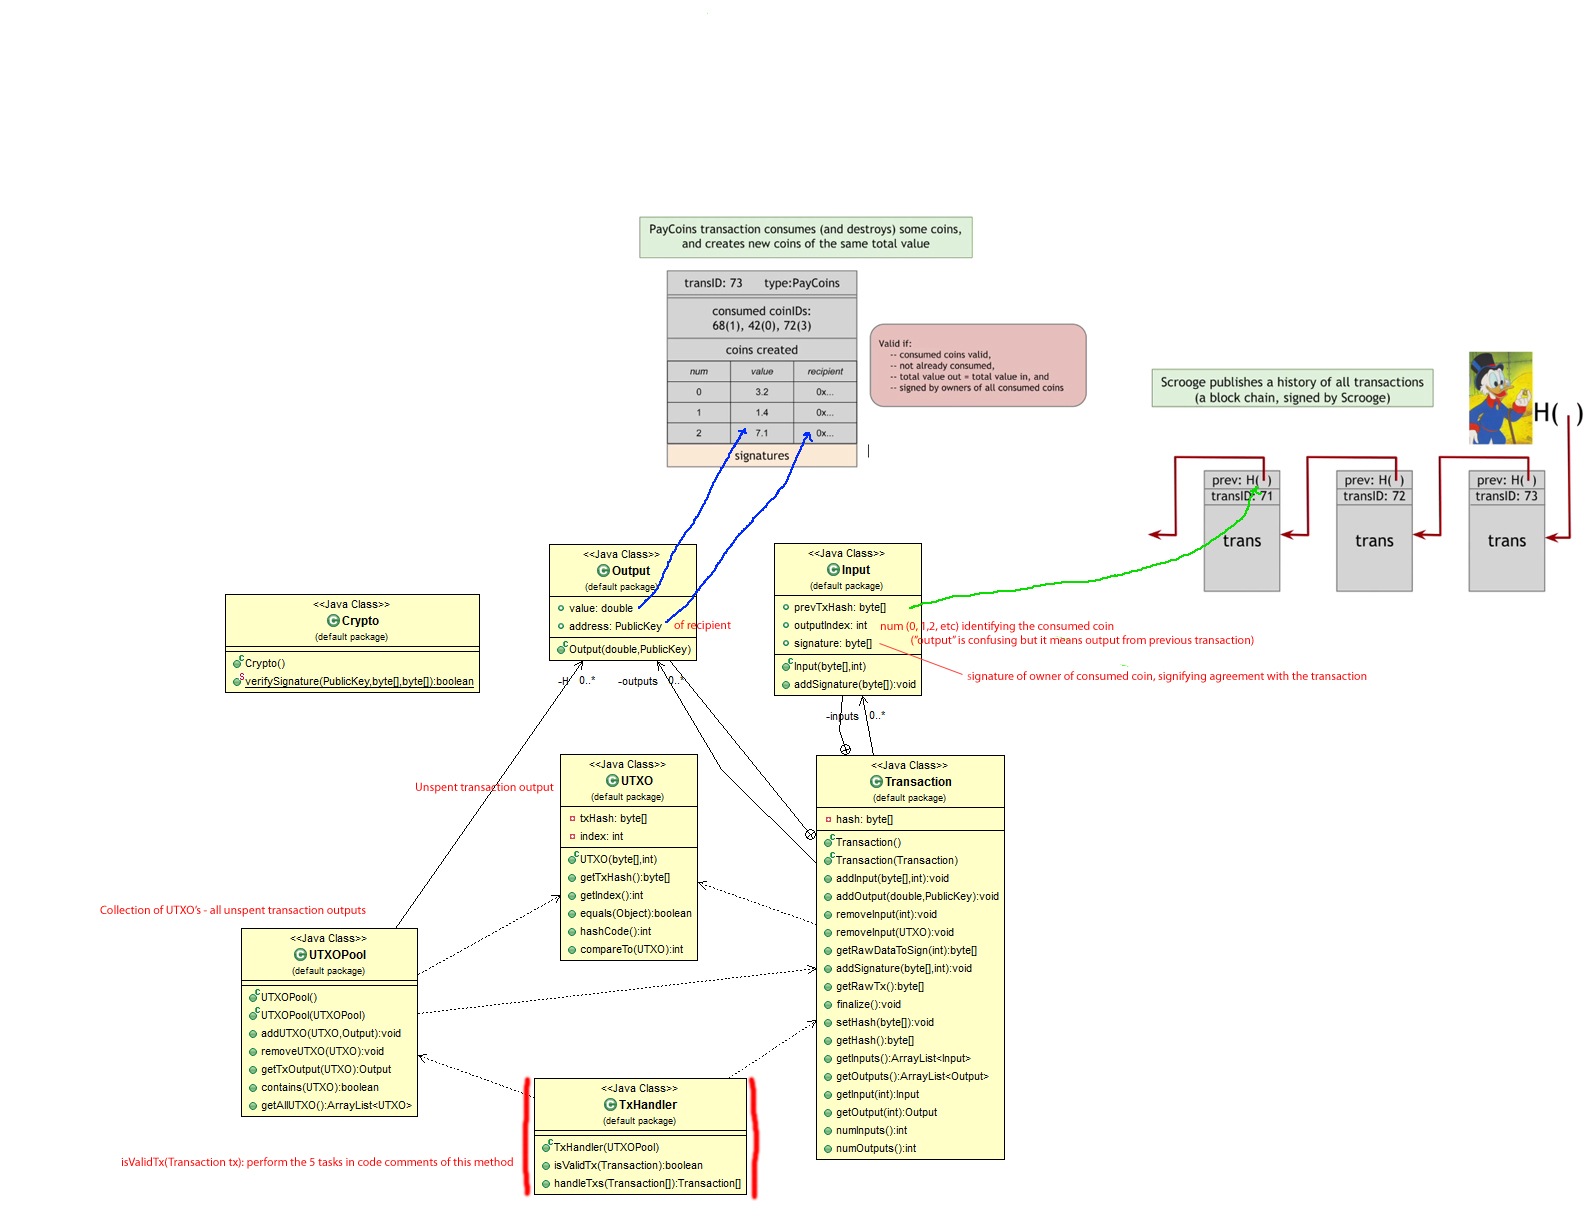 PayCoins transaction consumes (and destroys) some coins,
and creates new coins of the same total value
transID: 73 type:PayCoins
consumed coinIDs:
68(1), 42(0), 72(3)
coins created
num value recipient
0 3.2 0x...
1 1.4 0x...
2 7.1 0x...
signatures
Valid if:
-- consumed coins valid,
-- not already consumed,
-- total value out = total value in, and
-- signed by owners of all consumed coins
Scrooge publishes a history of all transactions
(a block chain, signed by Scrooge)
H( )
prev: H( )
transID: 71
trans
prev: H( )
transID: 72
trans
prev: H( )
transID: 73
trans
<<Java Class>>
Output
(default package)
value: double
address: PublicKey
of recipient
Output(double,PublicKey)
-H 0..*
-outputs 0..*
<<Java Class>>
Input
(default package)
prevTxHash: byte[]
outputIndex: int
signature: byte[]
Input(byte[],int)
addSignature(byte[]):void
num (0, 1,2, etc) identifying the consumed coin
("output" is confusing but it means output from previous transaction)
signature of owner of consumed coin, signifying agreement with the transaction
-inputs 0..*
<<Java Class>>
Crypto
(default package)
Crypto()
verifySignature(PublicKey,byte[],byte[]):boolean
Unspent transaction output
<<Java Class>>
UTXO
(default package)
txHash: byte[]
index: int
UTXO(byte[],int)
getTxHash():byte[]
getIndex():int
equals(Object):boolean
hashCode():int
compareTo(UTXO):int
<<Java Class>>
Transaction
(default package)
hash: byte[]
Transaction()
Transaction(Transaction)
addInput(byte[],int):void
addOutput(double,PublicKey):void
removeInput(int):void
removeInput(UTXO):void
getRawDataToSign(int):byte[]
addSignature(byte[],int):void
getRawTx():byte[]
finalize():void
setHash(byte[]):void
getHash():byte[]
getInputs():ArrayList<Input>
getOutputs():ArrayList<Output>
getInput(int):Input
getOutput(int):Output
numInputs():int
numOutputs():int
Collection of UTXO's - all unspent transaction outputs
<<Java Class>>
UTXOPool
(default package)
UTXOPool()
UTXOPool(UTXOPool)
addUTXO(UTXO,Output):void
removeUTXO(UTXO):void
getTxOutput(UTXO):Output
contains(UTXO):boolean
getAllUTXO():ArrayList<UTXO>
<<Java Class>>
TxHandler
(default package)
TxHandler(UTXOPool)
isValidTx(Transaction):boolean
handleTxs(Transaction[]):Transaction[]
isValidTx(Transaction tx): perform the 5 tasks in code comments of this method